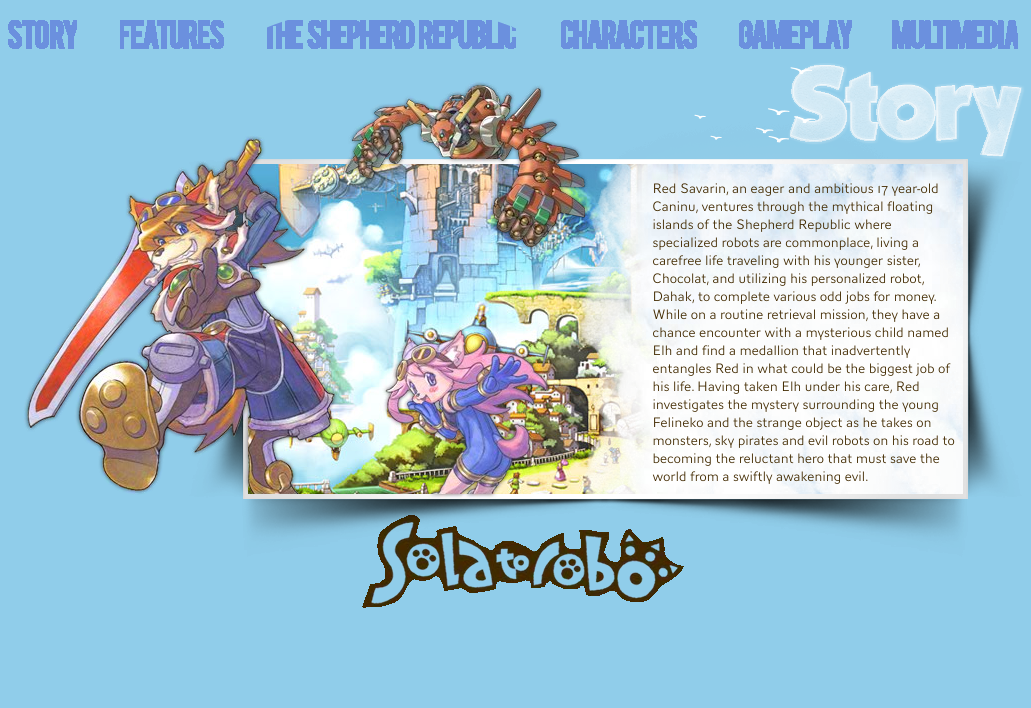 STORY FEATURES THE SHEPHERD REPUBLIC CHARACTERS GAMEPLAY MULTIMEDIA
Story
Red Savarin, an eager and ambitious 17 year-old
Caninu, ventures through the mythical floating
islands of the Shepherd Republic where
specialized robots are commonplace, living a
carefree life traveling with his younger sister,
Chocolat, and utilizing his personalized robot,
Dahak, to complete various odd jobs for money.
While on a routine retrieval mission, they have a
chance encounter with a mysterious child named
Elh and find a medallion that inadvertently
entangles Red in what could be the biggest job of
his life. Having taken Elh under his care, Red
investigates the mystery surrounding the young
Felineko and the strange object as he takes on
monsters, sky pirates and evil robots on his road to
becoming the reluctant hero that must save the
world from a swiftly awakening evil.
Solatorobo